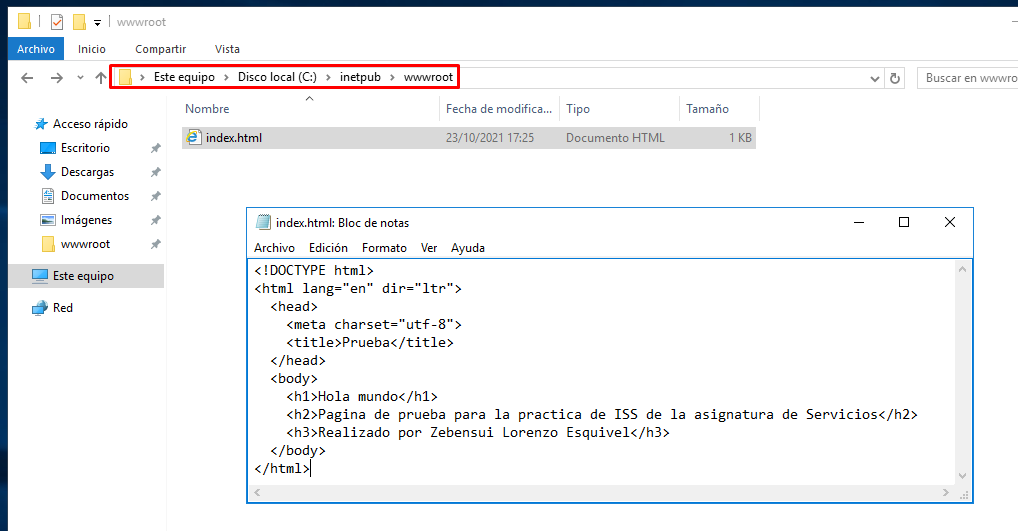 wwwroot
Archivo Inicio Compartir Vista
Este equipo Disco local (C:) inetpub wwwroot
Buscar en wwwro
Nombre Fecha de modifica... Tipo Tamaño
Acceso rápido
index.html 23/10/2021 17:25 Documento HTML 1 KB
Escritorio
Descargas
Documentos
Imágenes
wwwroot
Este equipo
Red
index.html: Bloc de notas
Archivo Edición Formato Ver Ayuda
<!DOCTYPE html>
<html lang="en" dir="ltr">
  <head>
    <meta charset="utf-8">
    <title>Prueba</title>
  </head>
  <body>
    <h1>Hola mundo</h1>
    <h2>Pagina de prueba para la practica de ISS de la asignatura de Servicios</h2>
    <h3>Realizado por Zebensui Lorenzo Esquivel</h3>
  </body>
</html>